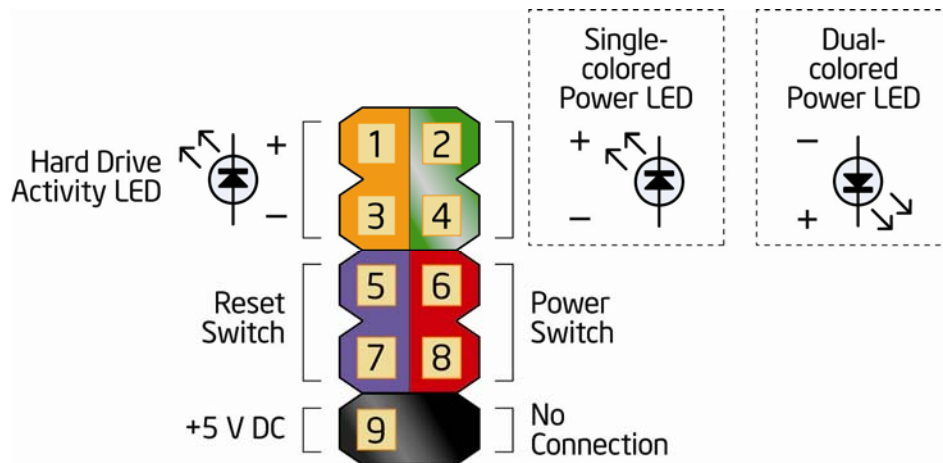 Single-
colored
Power LED
Dual-
colored
Power LED
Hard Drive
Activity LED
+
−
1 2
3 4
+
−
−
+
Reset
Switch
5 6
7 8
Power
Switch
+5 V DC
9
No
Connection